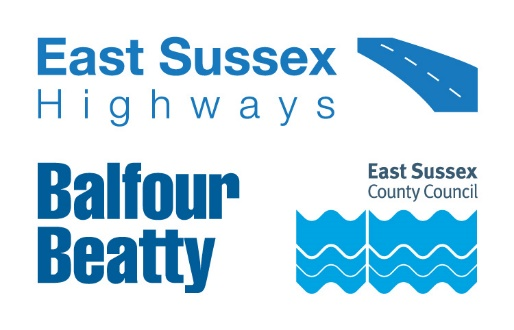 East Sussex
Highways
Balfour
Beatty
East Sussex
County Council